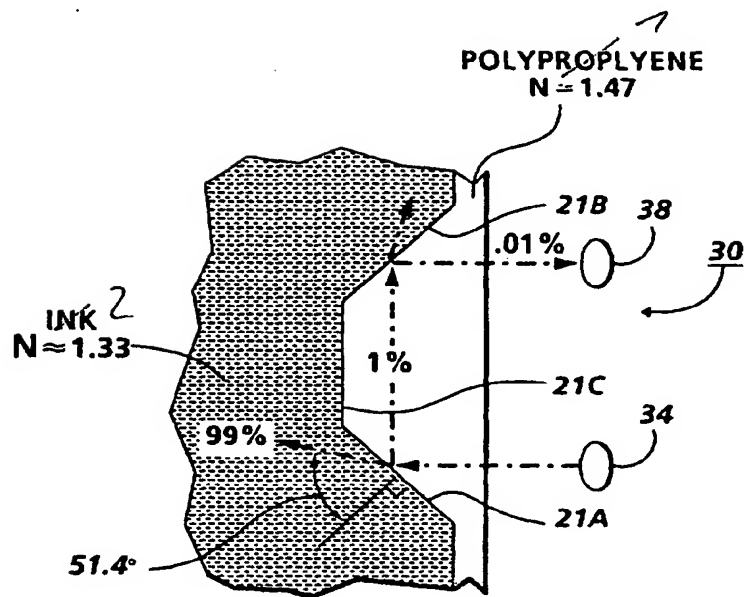 POLYPROPLYENE 1
N = 1.47
21B
38
.01%
30
INK 2
N ≈ 1.33
1%
21C
99%
34
21A
51.4°